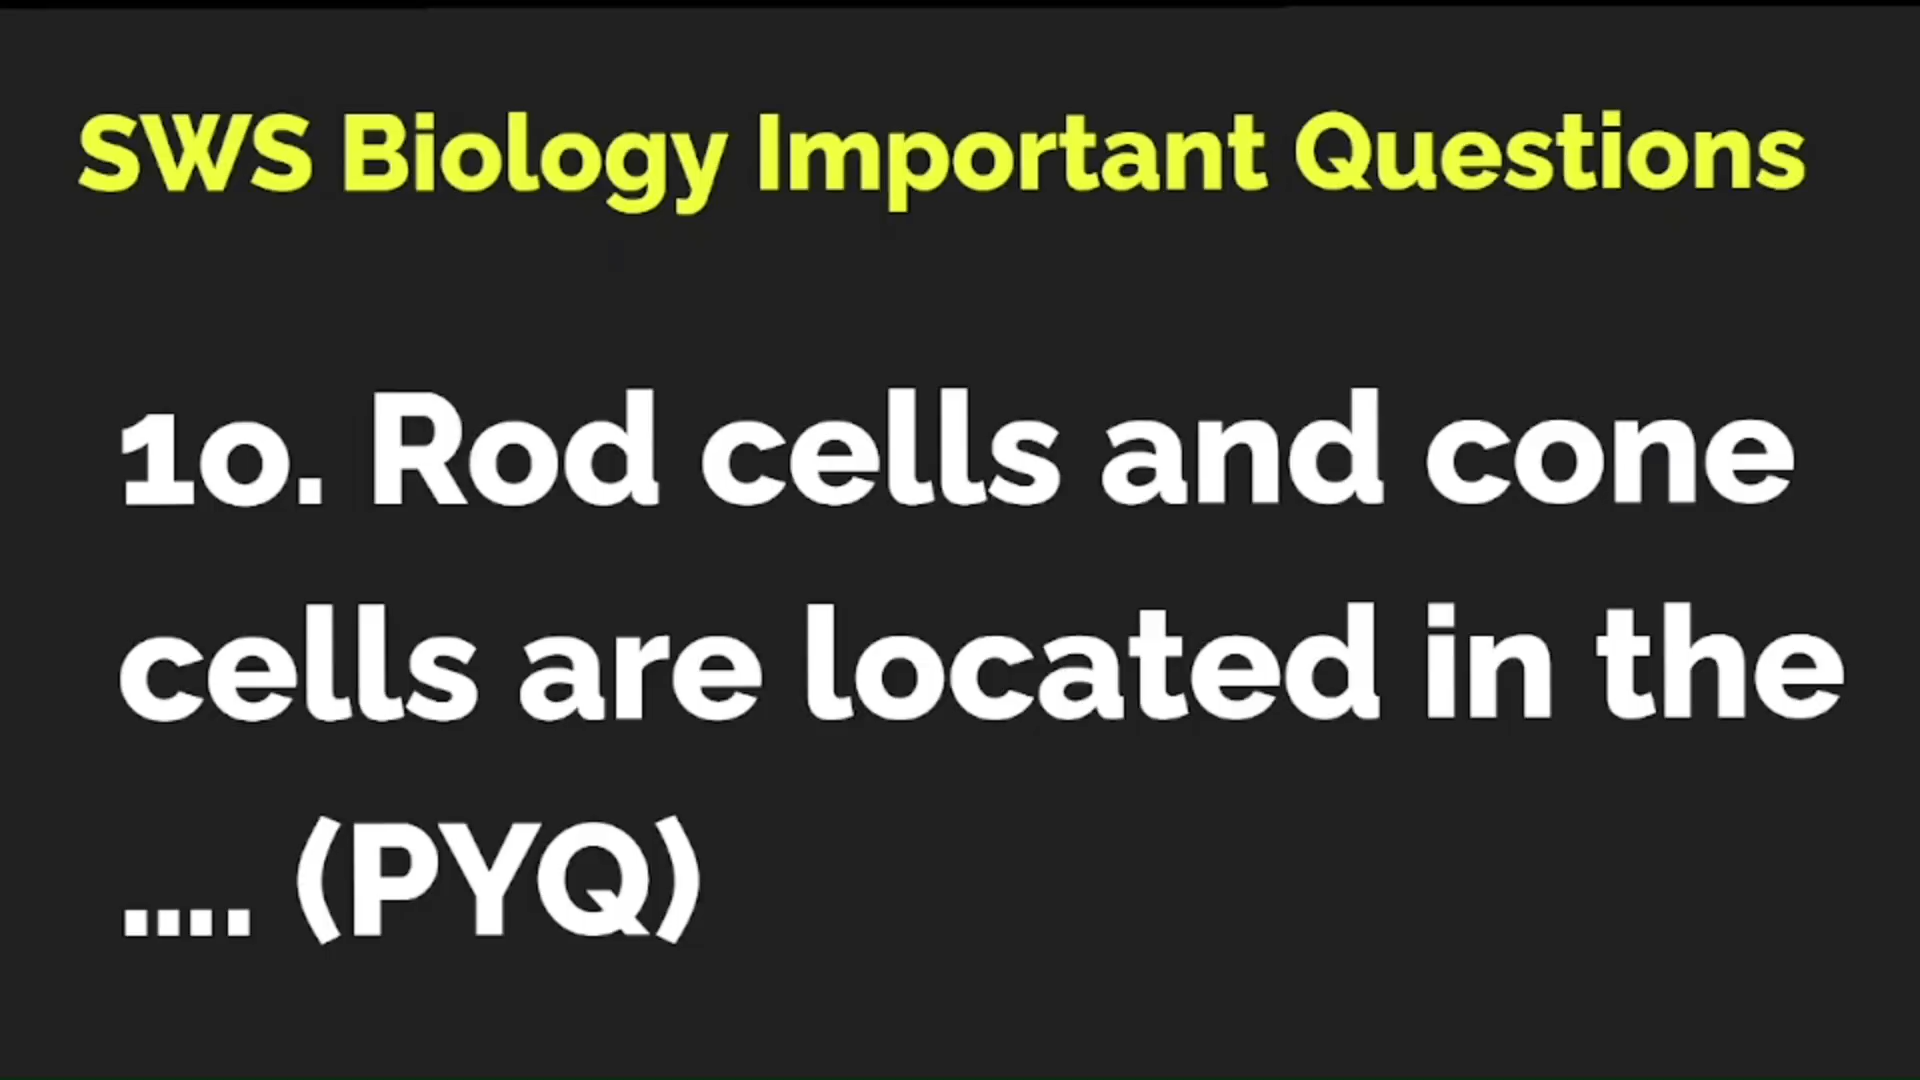 SWS Biology Important Questions
10. Rod cells and cone
cells are located in the
.... (PYQ)